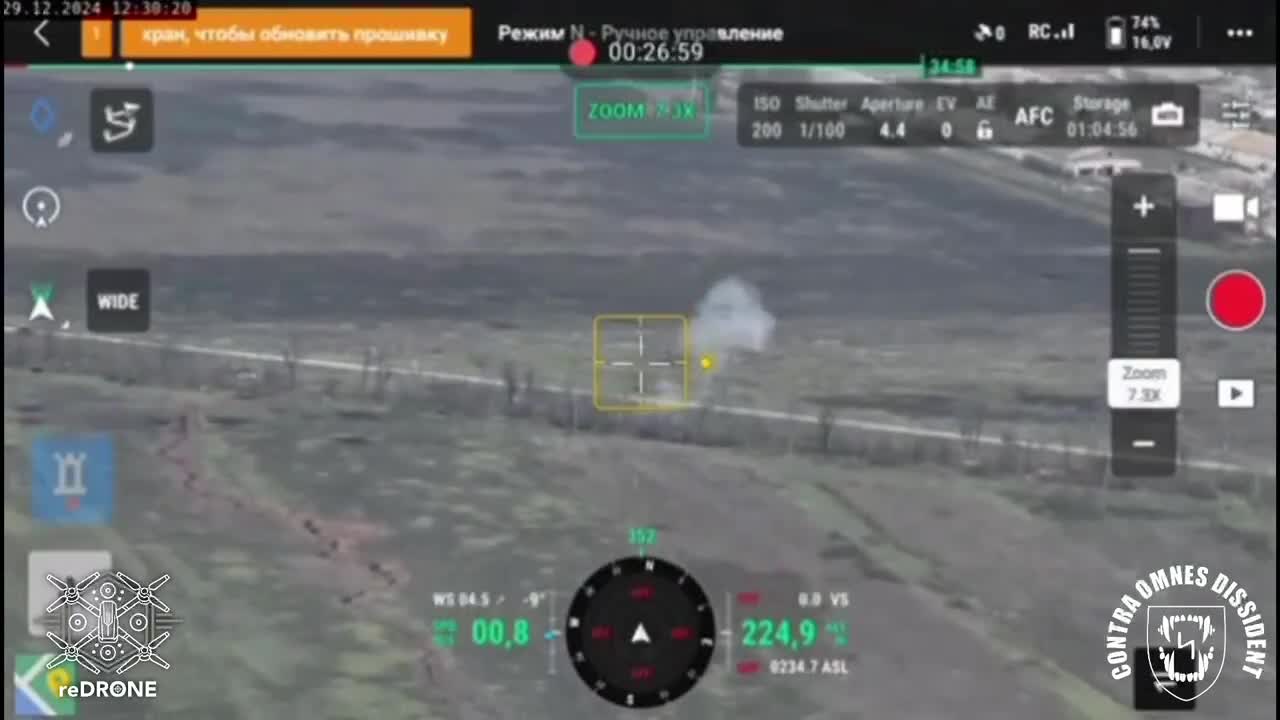 29.12.2024 12:30:20
1
кран, чтобы обновить прошивку
Режим N - Ручное управление
00:26:59
0
RC
74%
16,0V
34:58
ZOOM 7.3X
ISO Shutter Aperture EV AE
200 1/100 4.4 0
AFC
Storage
01:04:56
WIDE
Zoom
7.3X
352
N
WS 04.5 -9°
00,8
0.0 VS
224,9
0234.7 ASL
reDRONE
CONTRA OMNES DISSIDENT